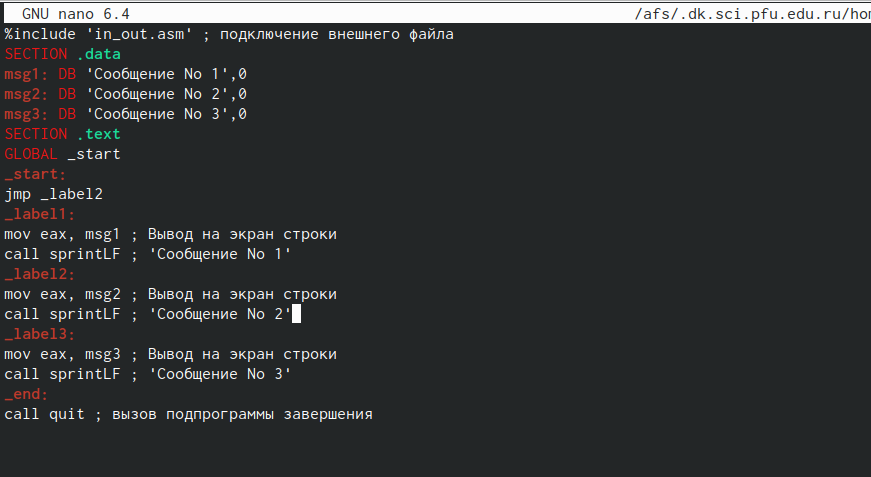 GNU nano 6.4 /afs/.dk.sci.pfu.edu.ru/hom
%include 'in_out.asm' ; подключение внешнего файла
SECTION .data
msg1: DB 'Сообщение No 1',0
msg2: DB 'Сообщение No 2',0
msg3: DB 'Сообщение No 3',0
SECTION .text
GLOBAL _start
_start:
jmp _label2
_label1:
mov eax, msg1 ; Вывод на экран строки
call sprintLF ; 'Сообщение No 1'
_label2:
mov eax, msg2 ; Вывод на экран строки
call sprintLF ; 'Сообщение No 2'
_label3:
mov eax, msg3 ; Вывод на экран строки
call sprintLF ; 'Сообщение No 3'
_end:
call quit ; вызов подпрограммы завершения